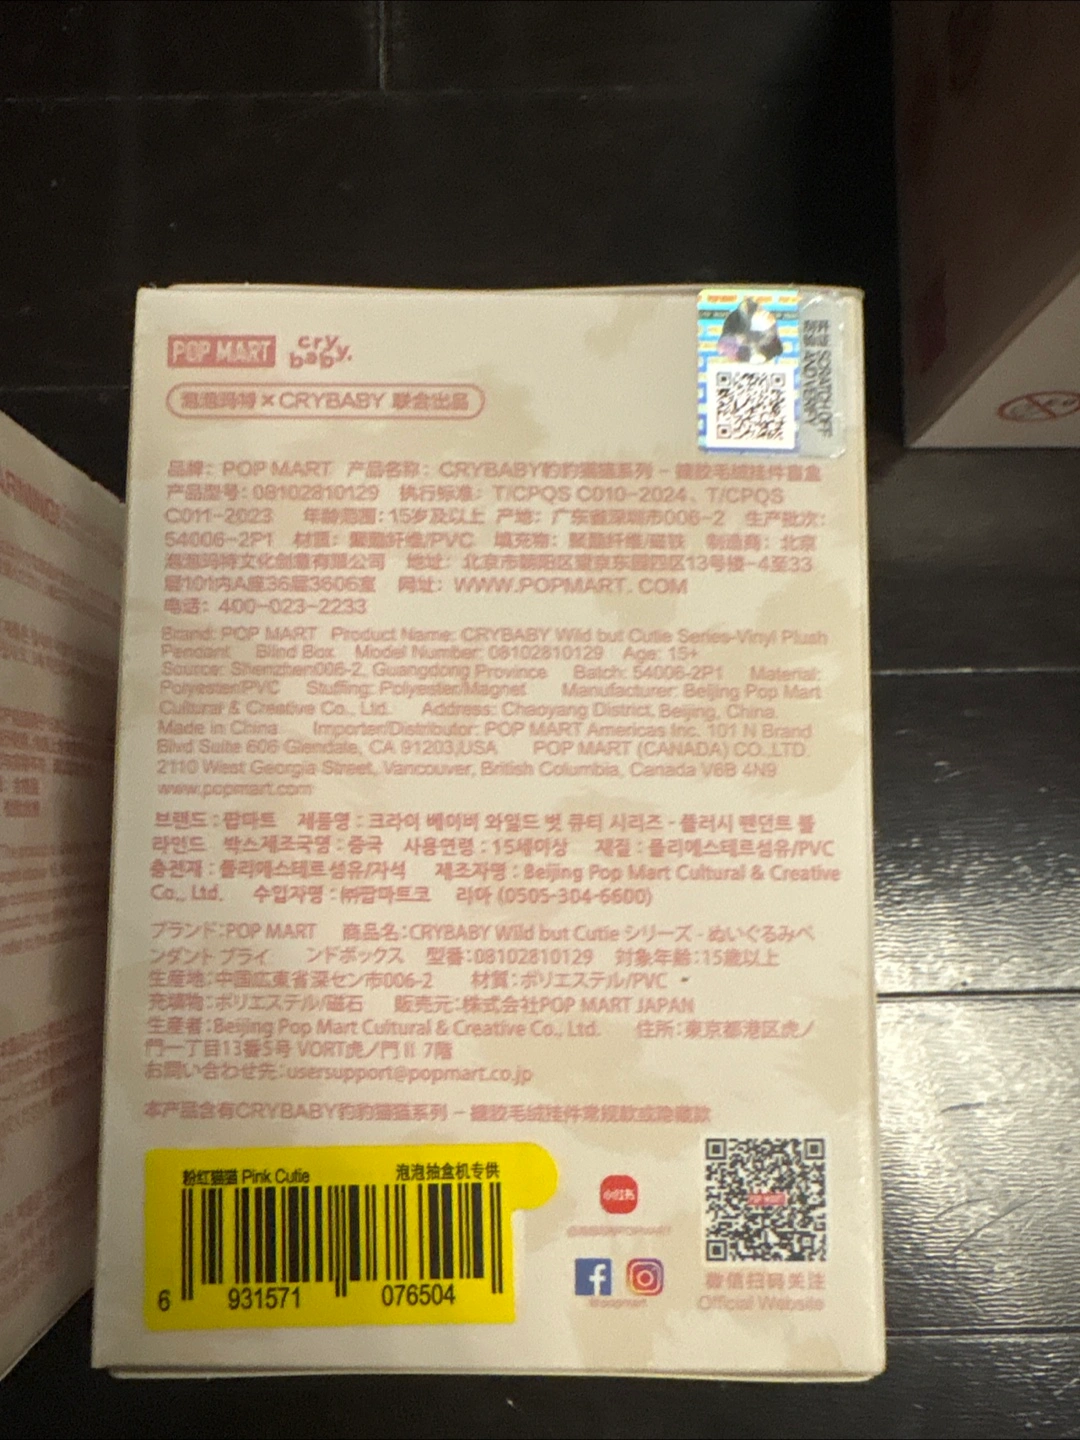 POP MART
cry
baby.
泡泡玛特×CRYBABY 联合出品
开世 SCRATCH OFF
刮验 AND VERIFY
品牌：POP MART 产品名称：CRYBABY豹豹猫猫系列－搪胶毛绒挂件盲盒
产品型号：08102810129 执行标准：T/CPQS C010-2024、T/CPQS
C011-2023 年龄范围：15岁及以上 产地：广东省深圳市006-2 生产批次：
54006-2P1 材质：聚酯纤维/PVC 填充物：聚酯纤维/磁铁 制造商：北京
泡泡玛特文化创意有限公司 地址：北京市朝阳区望京东园四区13号楼-4至33
层101内A座36层3606室 网址：WWW.POPMART.COM
电话：400-023-2233
Brand: POP MART Product Name: CRYBABY Wild but Cutie Series-Vinyl Plush
Pendant Blind Box Model Number: 08102810129 Age: 15+
Source: Shenzhen006-2, Guangdong Province Batch: 54006-2P1 Material:
Polyester/PVC Stuffing: Polyester/Magnet Manufacturer: Beijing Pop Mart
Cultural & Creative Co., Ltd. Address: Chaoyang District, Beijing, China.
Made in China Importer/Distributor: POP MART Americas Inc. 101 N Brand
Blvd Suite 606 Glendale, CA 91203,USA POP MART (CANADA) CO.,LTD.
2110 West Georgia Street, Vancouver, British Columbia, Canada V6B 4N9
www.popmart.com
브랜드 : 팝마트 제품명 : 크라이 베이비 와일드 벗 큐티 시리즈 - 플러시 펜던트 블
라인드 박스제조국명 : 중국 사용연령 : 15세이상 재질 : 폴리에스테르섬유/PVC
충전재 : 폴리에스테르섬유/자석 제조자명 : Beijing Pop Mart Cultural & Creative
Co., Ltd. 수입자명 : ㈜팝마트코 리아 (0505-304-6600)
ブランド：POP MART 商品名：CRYBABY Wild but Cutie シリーズ - ぬいぐるみペ
ンダント ブライ ンドボックス 型番：08102810129 対象年齢：15歳以上
生産地：中国広東省深セン市006-2 材質：ポリエステル/PVC
充填物：ポリエステル/磁石 販売元：株式会社POP MART JAPAN
生産者：Beijing Pop Mart Cultural & Creative Co., Ltd. 住所：東京都港区虎ノ
門一丁目13番5号 VORT虎ノ門 II 7階
お問い合わせ先：usersupport@popmart.co.jp
本产品含有CRYBABY豹豹猫猫系列－搪胶毛绒挂件常规款或隐藏款
粉红猫猫 Pink Cutie 泡泡抽盒机专供
6 931571 076504
小红书
@popmart
POP MART
微信扫码关注
Official Website